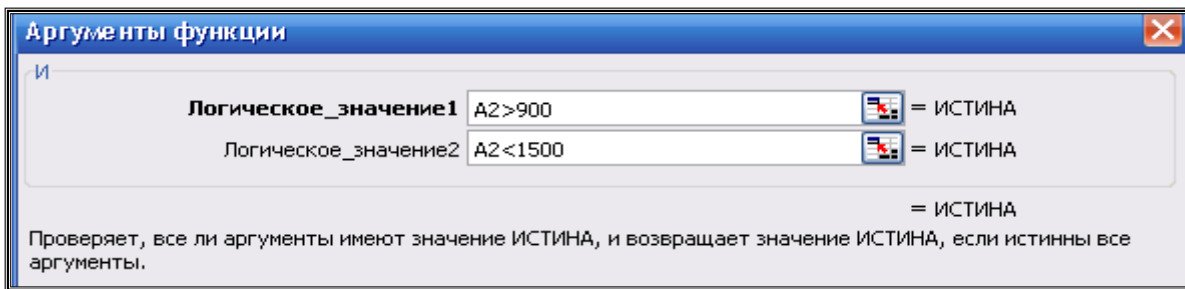 Аргументы функции
И
Логическое_значение1 A2>900 = ИСТИНА
Логическое_значение2 A2<1500 = ИСТИНА
= ИСТИНА
Проверяет, все ли аргументы имеют значение ИСТИНА, и возвращает значение ИСТИНА, если истинны все
аргументы.